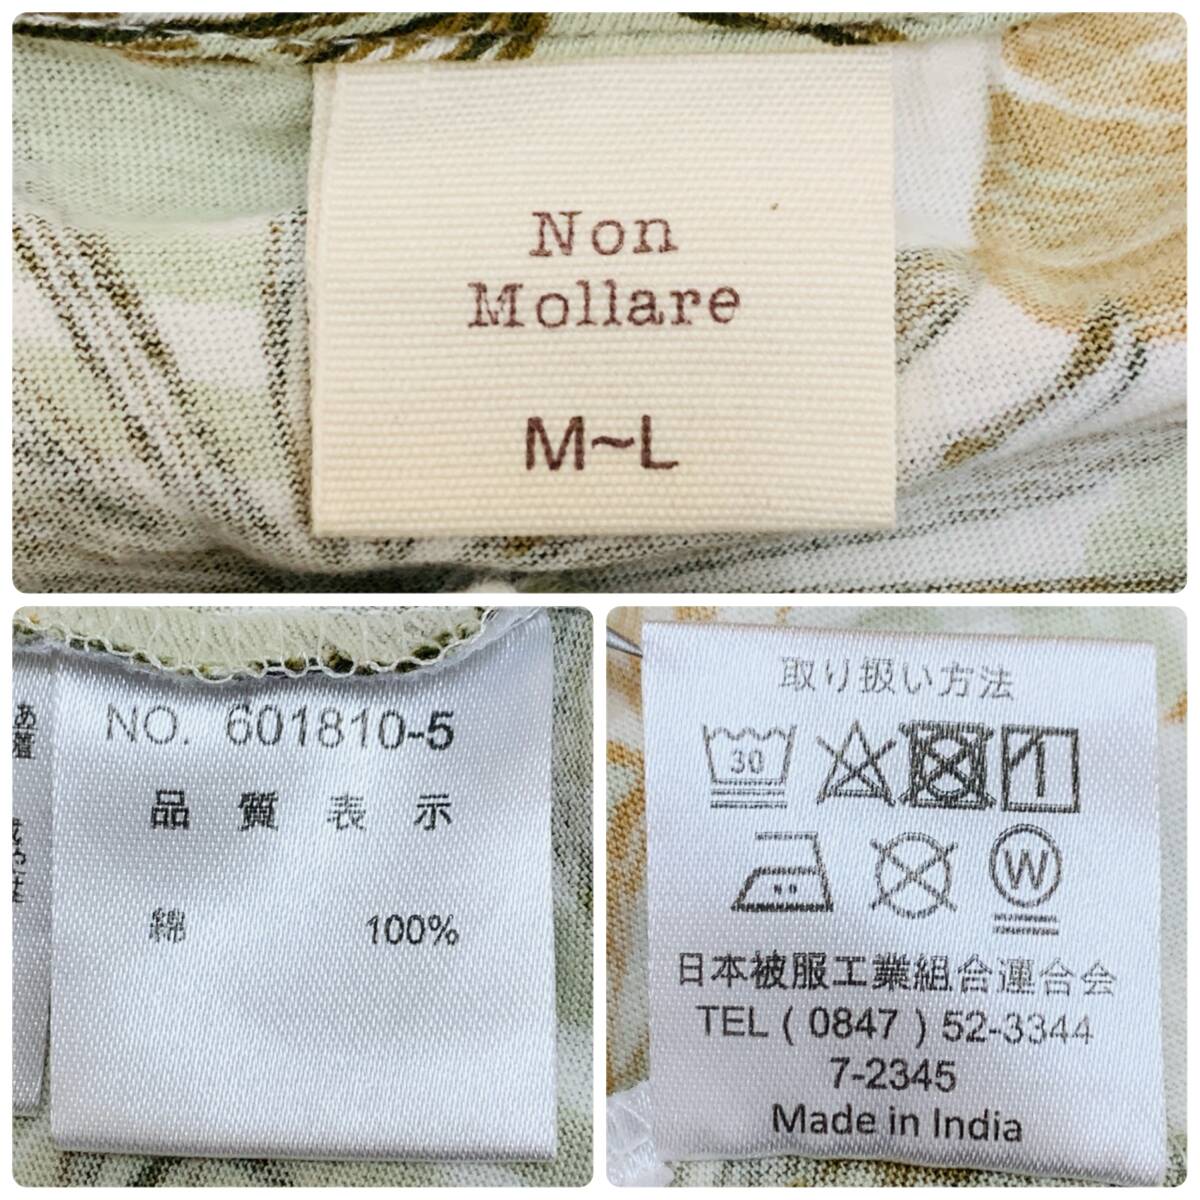 Non
Mollare
M~L
NO. 601810-5
品質表示
綿 100%
取り扱い方法
30
W
日本被服工業組合連合会
TEL ( 0847 ) 52-3344
7-2345
Made in India